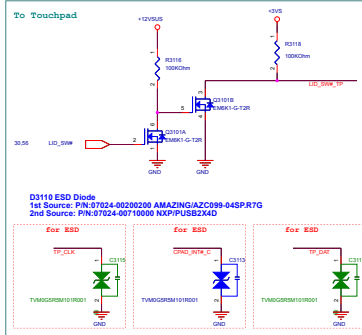 To Touchpad
+12VSUS
+3VS
R3116
100KOhm
R3118
100KOhm
LID_SW#_TP
Q3101B
EM6K1-G-T2R
GND
Q3101A
EM6K1-G-T2R
30,56 LID_SW#
GND
D3110 ESD Diode
1st Source: P/N:07024-00200200 AMAZING/AZC099-04SP.R7G
2nd Source: P/N:07024-00710000 NXP/PUSB2X4D
for ESD
TP_CLK
C3115
TVM0G5R5M101R001
GND
for ESD
CPAD_INT#_C
C3113
TVM0G5R5M101R001
GND
for ESD
TP_DAT
TVM0G5R5M101R001
GND